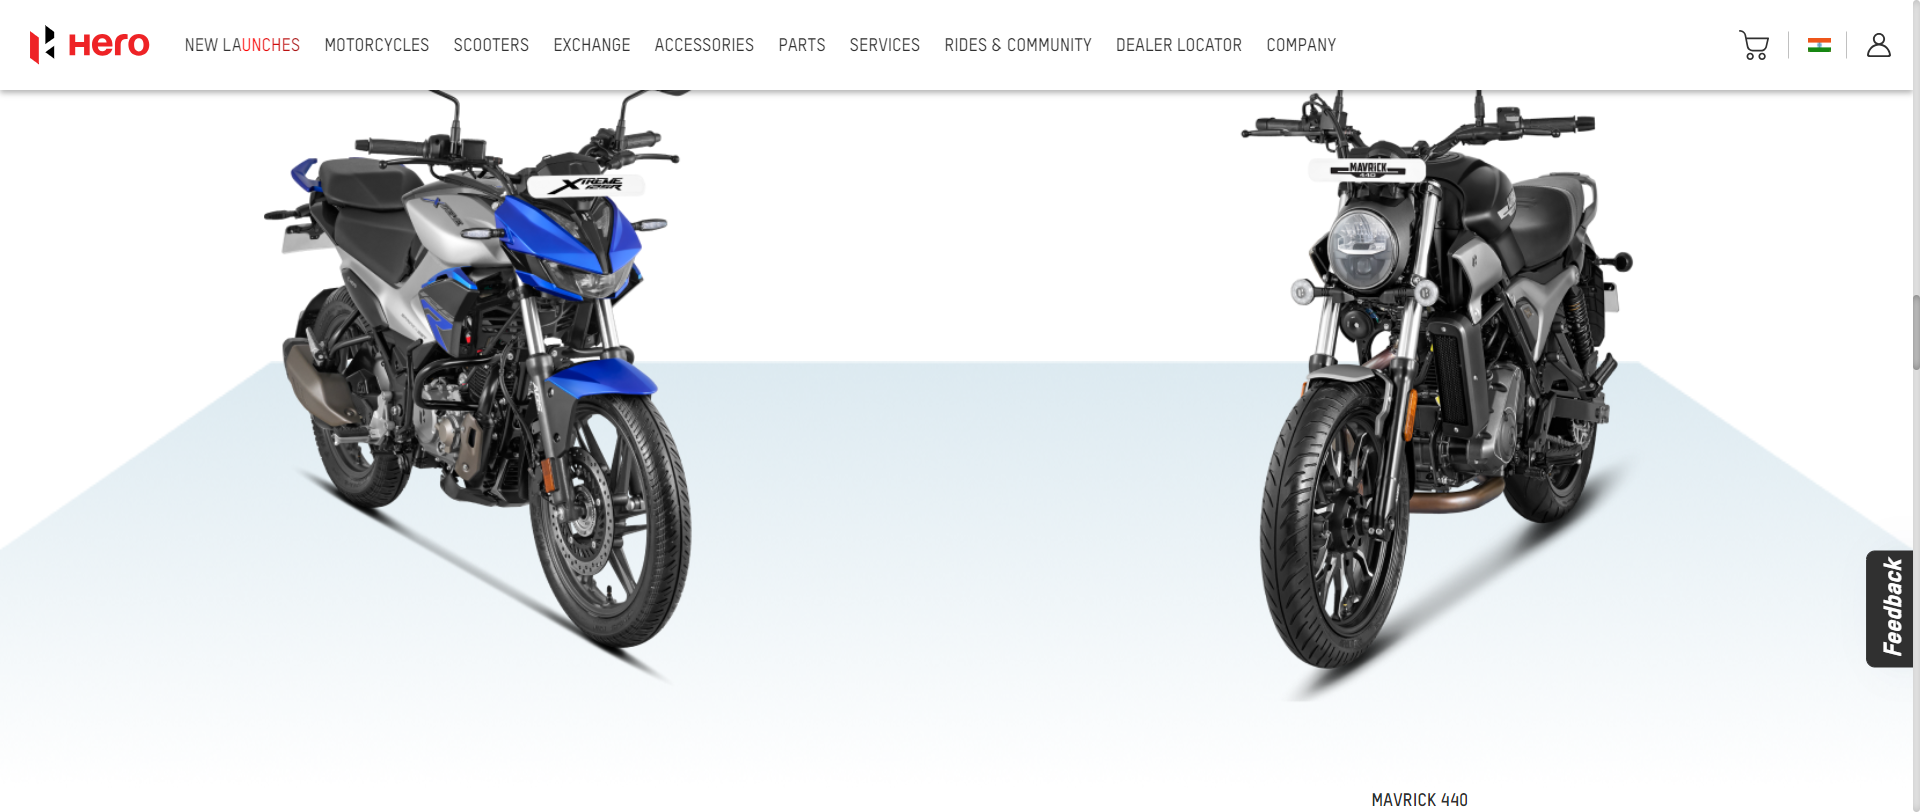 Hero
NEW LAUNCHES
MOTORCYCLES
SCOOTERS
EXCHANGE
ACCESSORIES
PARTS
SERVICES
RIDES & COMMUNITY
DEALER LOCATOR
COMPANY
XTREME
125R
MAVRICK
440
Feedback
MAVRICK 440